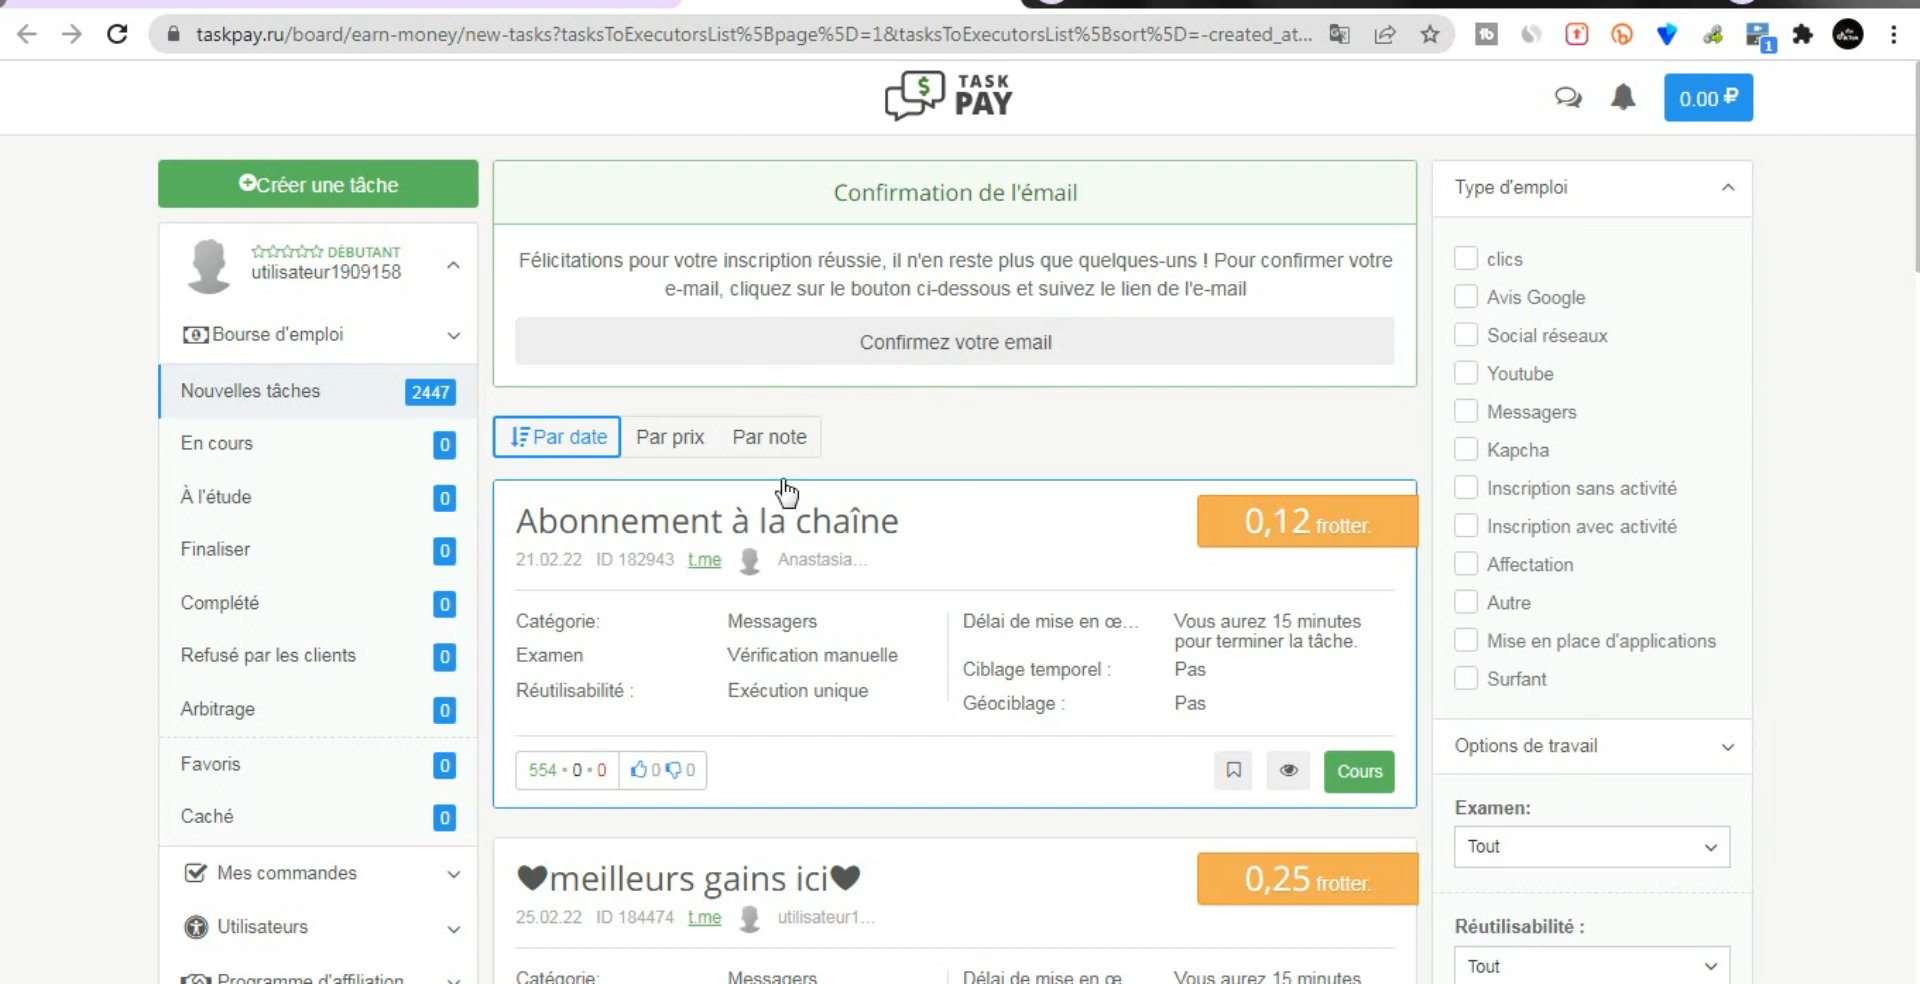 taskpay.ru/board/earn-money/new-tasks?tasksToExecutorsList%5Bpage%5D=1&tasksToExecutorsList%5Bsort%5D=-created_at...
1
TASK
PAY
0.00 ₽
Créer une tâche
DÉBUTANT
utilisateur1909158
Bourse d'emploi
Nouvelles tâches 2447
En cours 0
À l'étude 0
Finaliser 0
Complété 0
Refusé par les clients 0
Arbitrage 0
Favoris 0
Caché 0
Mes commandes
Utilisateurs
Programme d'affiliation
Confirmation de l'émail
Félicitations pour votre inscription réussie, il n'en reste plus que quelques-uns ! Pour confirmer votre
e-mail, cliquez sur le bouton ci-dessous et suivez le lien de l'e-mail
Confirmez votre email
Par date Par prix Par note
Abonnement à la chaîne
0,12 frotter.
21.02.22 ID 182943 t.me Anastasia...
Catégorie: Messagers
Examen Vérification manuelle
Réutilisabilité : Exécution unique
Délai de mise en œ... Vous aurez 15 minutes
pour terminer la tâche.
Ciblage temporel : Pas
Géociblage : Pas
554 • 0 • 0 0 0
Cours
♥meilleurs gains ici♥
0,25 frotter.
25.02.22 ID 184474 t.me utilisateur1...
Catégorie: Messagers Délai de mise en œ Vous aurez 15 minutes
Type d'emploi
clics
Avis Google
Social réseaux
Youtube
Messagers
Kapcha
Inscription sans activité
Inscription avec activité
Affectation
Autre
Mise en place d'applications
Surfant
Options de travail
Examen:
Tout
Réutilisabilité :
Tout